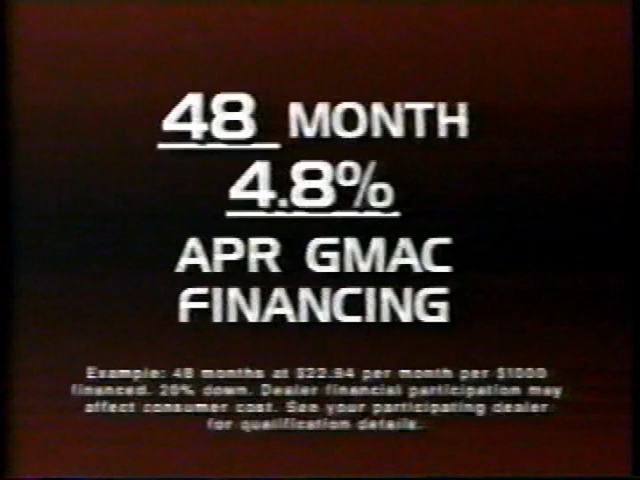 48 MONTH
4.8%
APR GMAC
FINANCING
Example: 48 months at $22.94 per month per $1000
financed. 20% down. Dealer financial participation may
affect consumer cost. See your participating dealer
for qualification details.